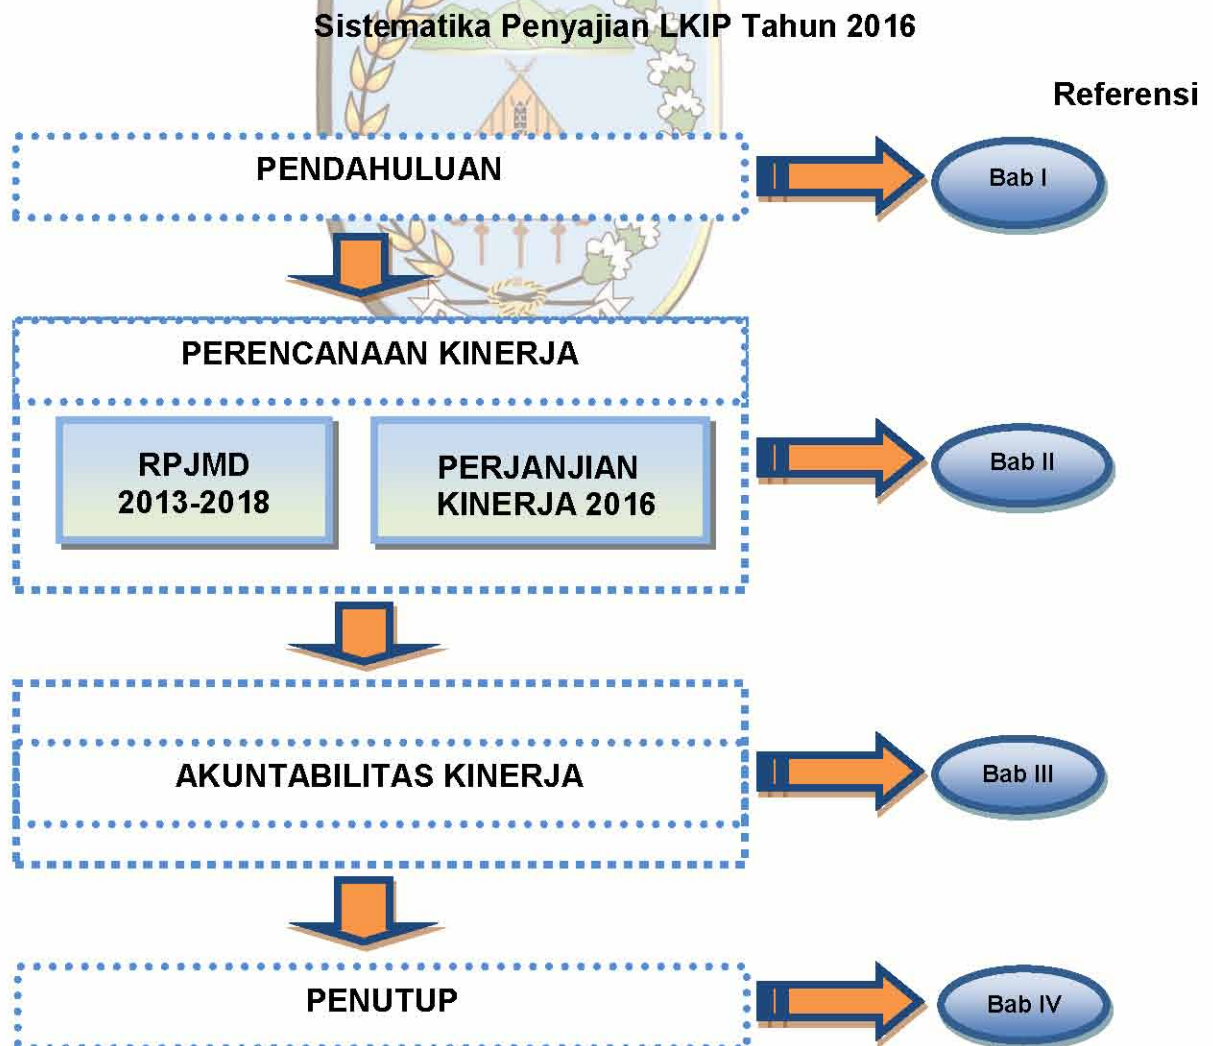 Sistematika Penyajian LKIP Tahun 2016
Referensi
PENDAHULUAN
Bab I
PERENCANAAN KINERJA
RPJMD
2013-2018
PERJANJIAN
KINERJA 2016
Bab II
AKUNTABILITAS KINERJA
Bab III
PENUTUP
Bab IV